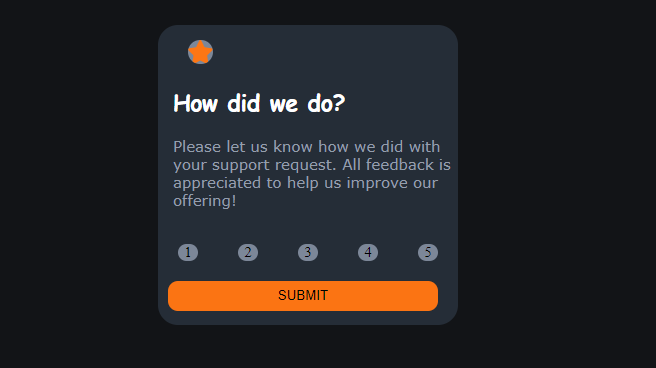 How did we do?
Please let us know how we did with
your support request. All feedback is
appreciated to help us improve our
offering!
1 2 3 4 5
SUBMIT